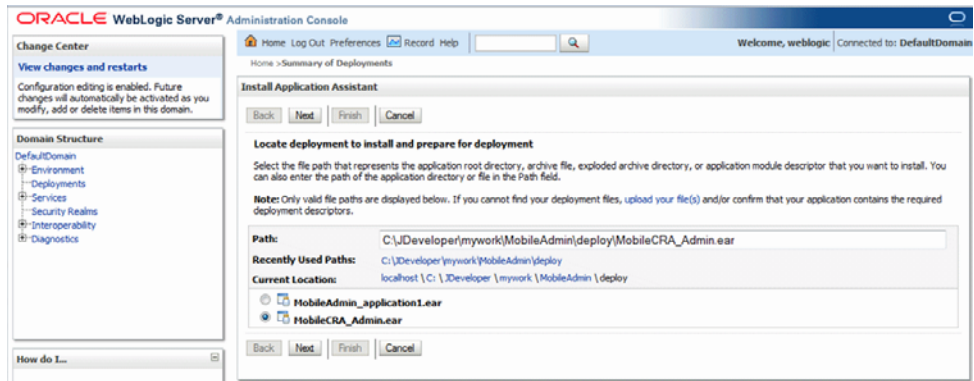 ORACLE WebLogic Server® Administration Console
Change Center
View changes and restarts
Configuration editing is enabled. Future
changes will automatically be activated as you
modify, add or delete items in this domain.
Domain Structure
DefaultDomain
Environment
Deployments
Services
Security Realms
Interoperability
Diagnostics
How do I...
Home Log Out Preferences Record Help
Welcome, weblogic Connected to: DefaultDomain
Home >Summary of Deployments
Install Application Assistant
Back Next Finish Cancel
Locate deployment to install and prepare for deployment
Select the file path that represents the application root directory, archive file, exploded archive directory, or application module descriptor that you want to install. You
can also enter the path of the application directory or file in the Path field.
Note: Only valid file paths are displayed below. If you cannot find your deployment files, upload your file(s) and/or confirm that your application contains the required
deployment descriptors.
Path: C:\JDeveloper\mywork\MobileAdmin\deploy\MobileCRA_Admin.ear
Recently Used Paths: C:\JDeveloper\mywork\MobileAdmin\deploy
Current Location: localhost \ C: \ JDeveloper \ mywork \ MobileAdmin \ deploy
MobileAdmin_application1.ear
MobileCRA_Admin.ear
Back Next Finish Cancel